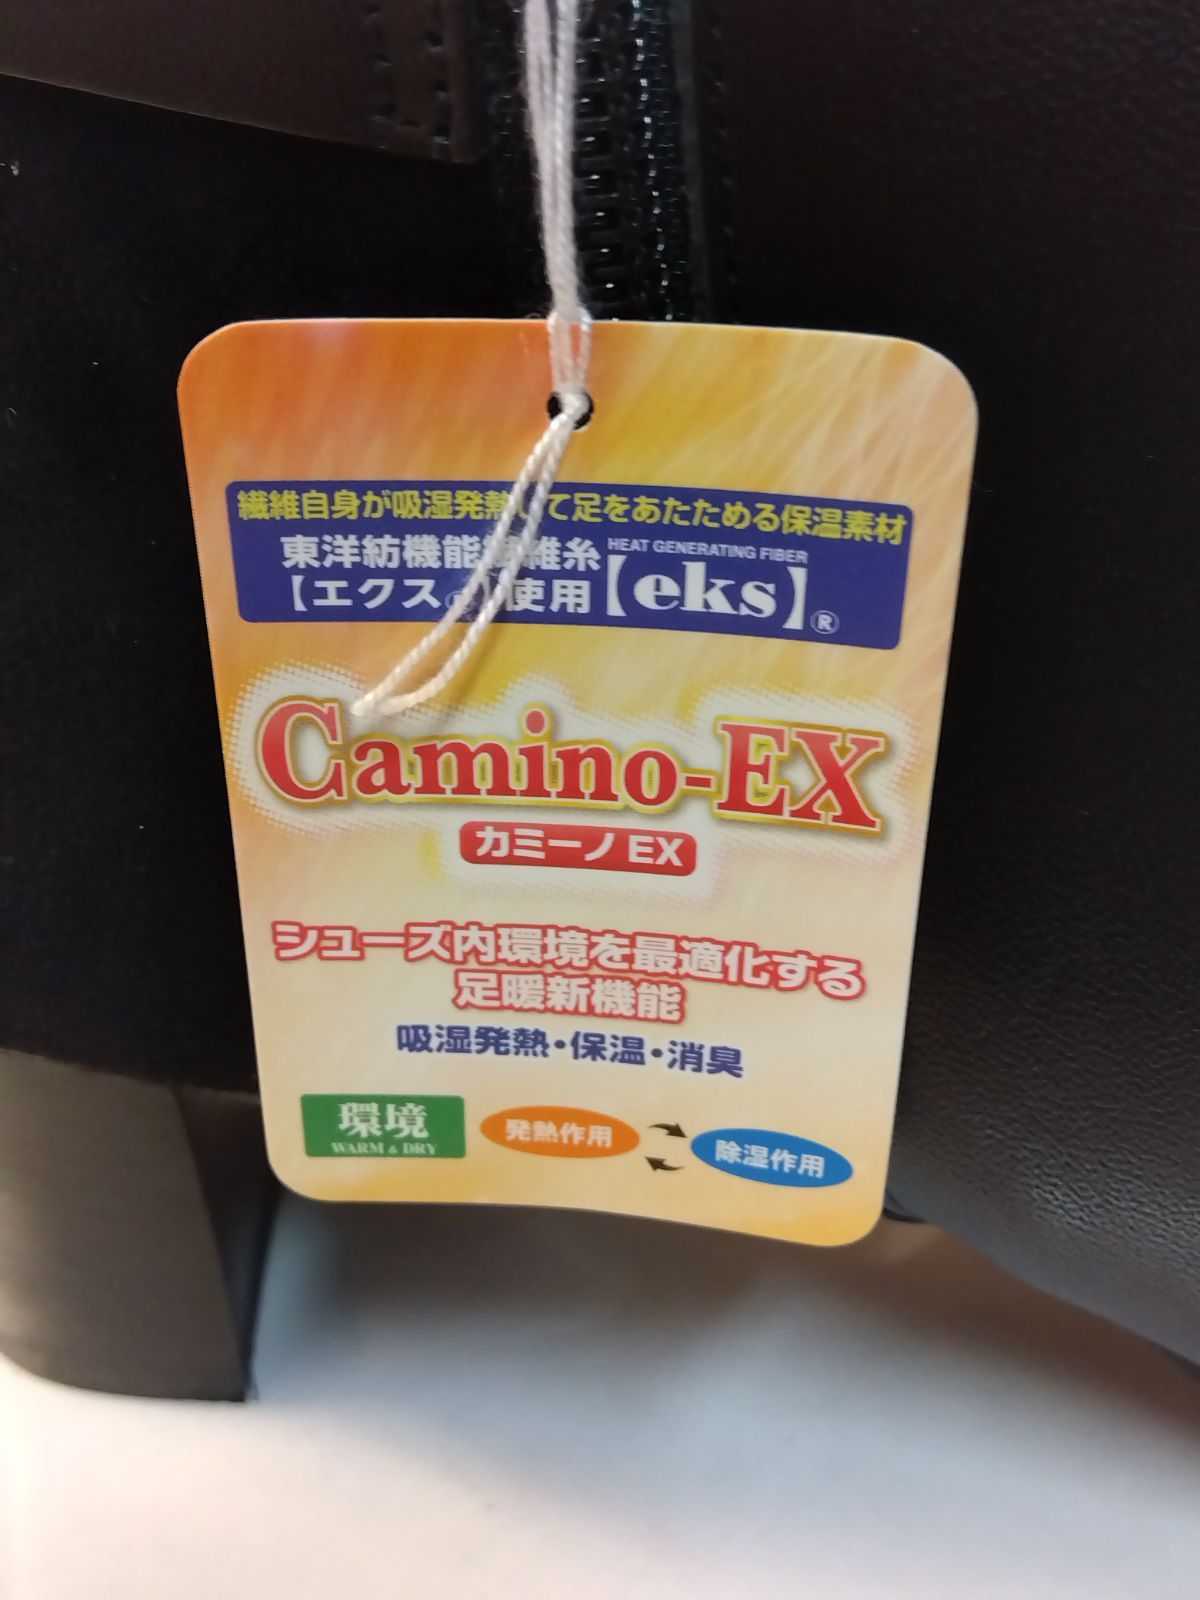 繊維自身が吸湿発熱して足をあたためる保温素材
東洋紡機能繊維糸
【エクス®】使用
HEAT GENERATING FIBER
【eks】®
Camino-EX
カミーノ EX
シューズ内環境を最適化する
足暖新機能
吸湿発熱・保温・消臭
環境
WARM & DRY
発熱作用
除湿作用